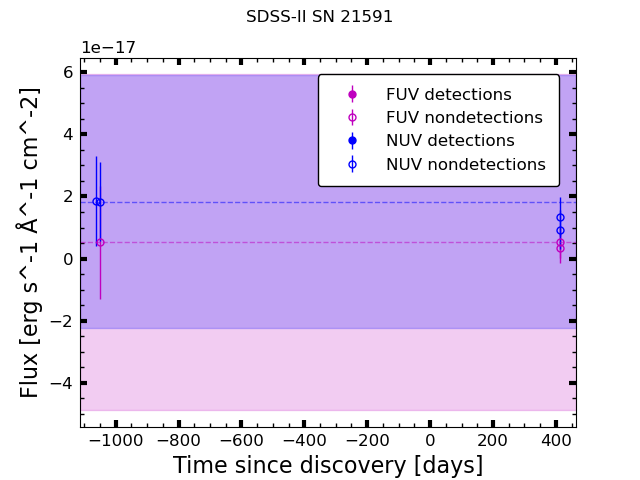 SDSS-II SN 21591
1e−17
6
4
2
0
−2
−4
Flux [erg s^-1 Å^-1 cm^-2]
FUV detections
FUV nondetections
NUV detections
NUV nondetections
−1000 −800 −600 −400 −200 0 200 400
Time since discovery [days]